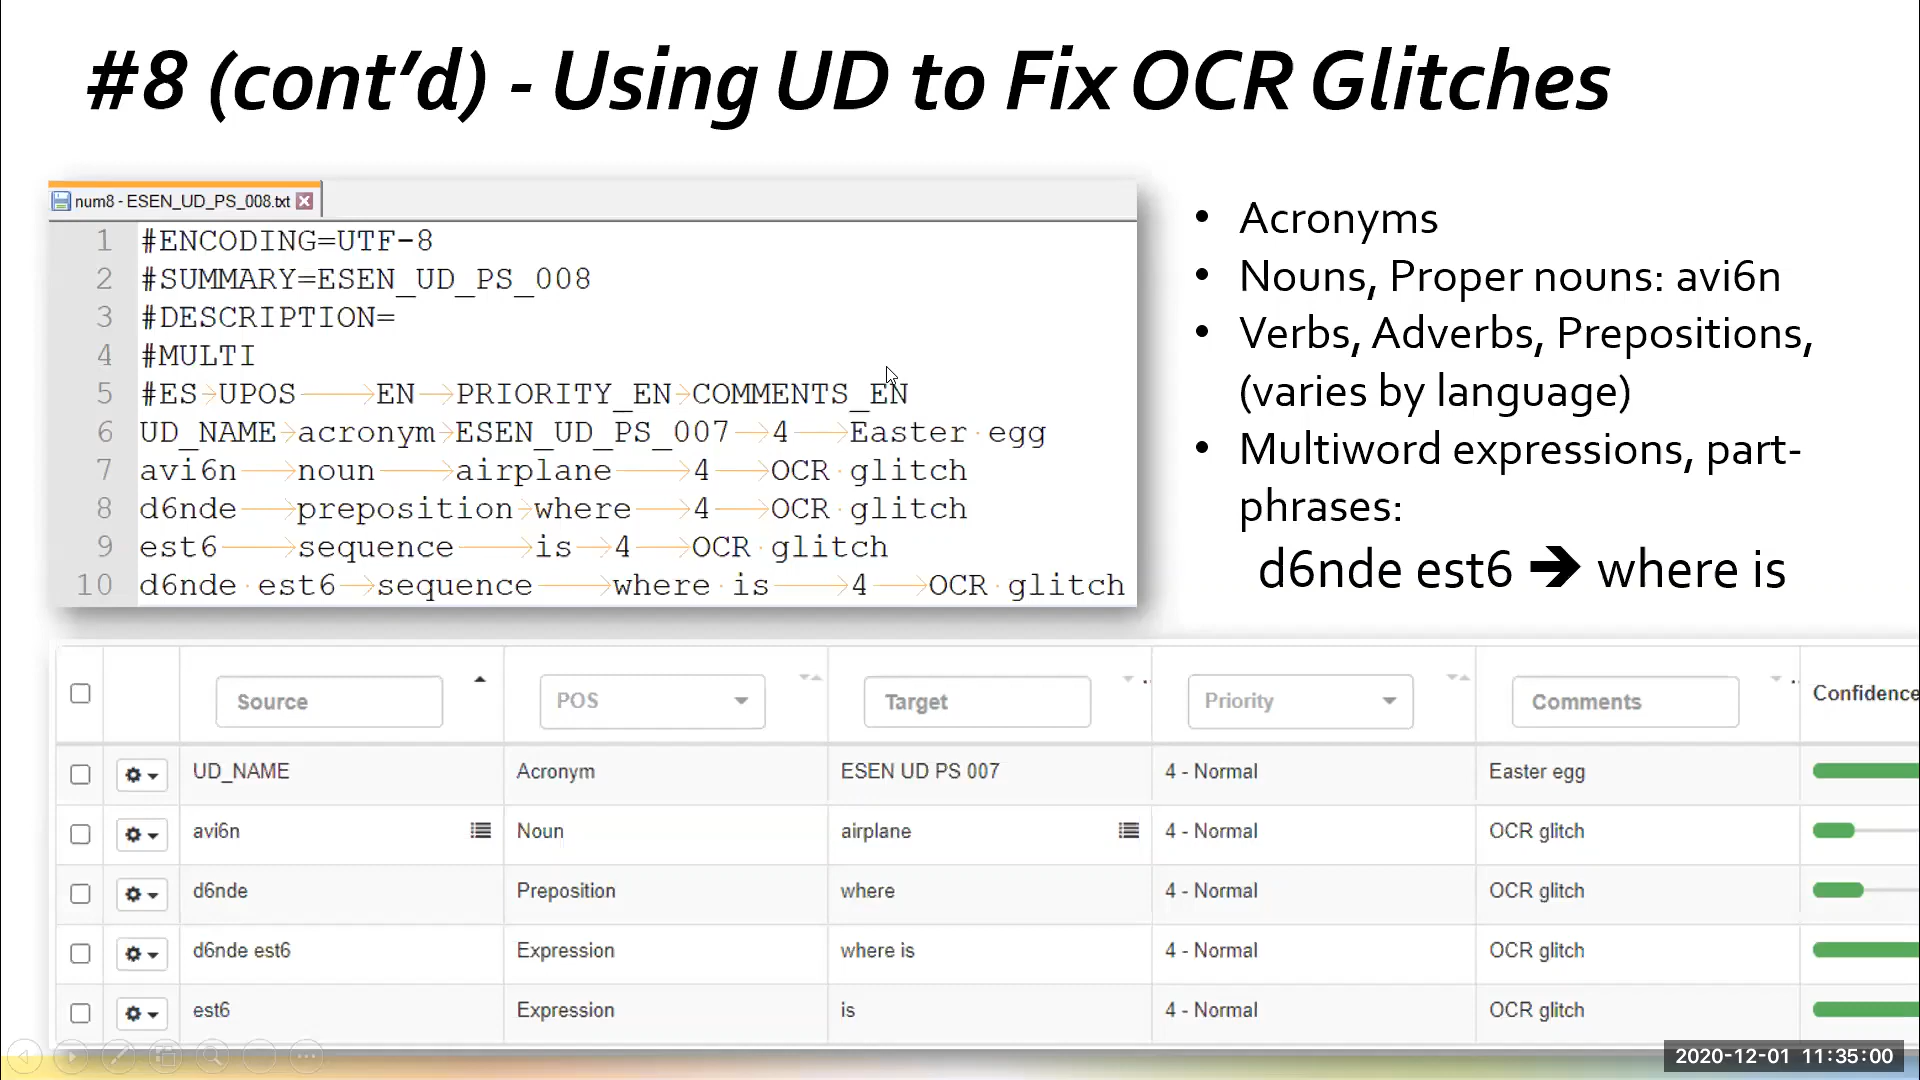 #8 (cont’d) - Using UD to Fix OCR Glitches
num8 - ESEN_UD_PS_008.txt
1 #ENCODING=UTF-8
2 #SUMMARY=ESEN_UD_PS_008
3 #DESCRIPTION=
4 #MULTI
5 #ES→UPOS→EN→PRIORITY_EN→COMMENTS_EN
6 UD_NAME→acronym→ESEN_UD_PS_007→4→Easter·egg
7 avi6n→noun→airplane→4→OCR·glitch
8 d6nde→preposition→where→4→OCR·glitch
9 est6→sequence→is→4→OCR·glitch
10 d6nde·est6→sequence→where·is→4→OCR·glitch
• Acronyms
• Nouns, Proper nouns: avi6n
• Verbs, Adverbs, Prepositions,
(varies by language)
• Multiword expressions, part-
phrases:
d6nde est6 → where is
Source POS Target Priority Comments Confidence
UD_NAME Acronym ESEN UD PS 007 4 - Normal Easter egg
avi6n Noun airplane 4 - Normal OCR glitch
d6nde Preposition where 4 - Normal OCR glitch
d6nde est6 Expression where is 4 - Normal OCR glitch
est6 Expression is 4 - Normal OCR glitch
2020-12-01 11:35:00